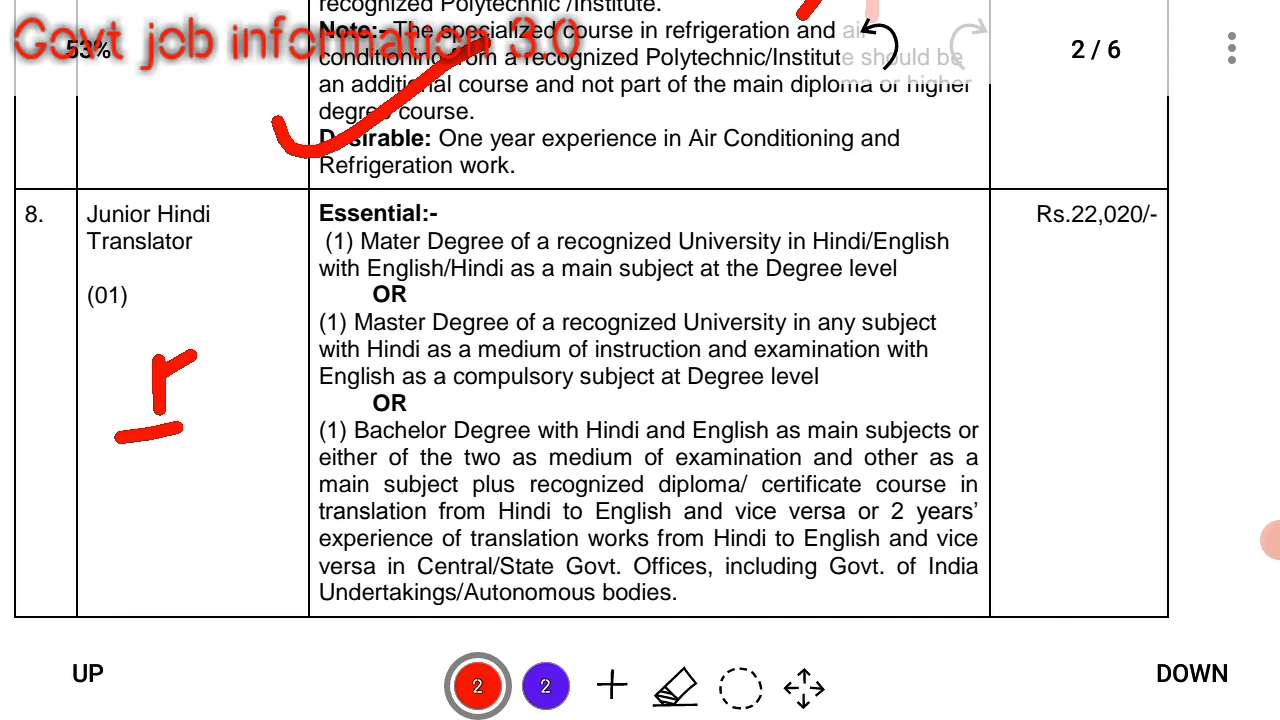 recognized Polytechnic /Institute.
Govt job information 3.0
53%
Note:- The specialized course in refrigeration and air
conditioning from a recognized Polytechnic/Institute should be
an additional course and not part of the main diploma or higher
degree course.
Desirable: One year experience in Air Conditioning and
Refrigeration work.
2 / 6
8.
Junior Hindi
Translator
(01)
Essential:-
(1) Mater Degree of a recognized University in Hindi/English
with English/Hindi as a main subject at the Degree level
OR
(1) Master Degree of a recognized University in any subject
with Hindi as a medium of instruction and examination with
English as a compulsory subject at Degree level
OR
(1) Bachelor Degree with Hindi and English as main subjects or
either of the two as medium of examination and other as a
main subject plus recognized diploma/ certificate course in
translation from Hindi to English and vice versa or 2 years’
experience of translation works from Hindi to English and vice
versa in Central/State Govt. Offices, including Govt. of India
Undertakings/Autonomous bodies.
Rs.22,020/-
UP
2
2
DOWN